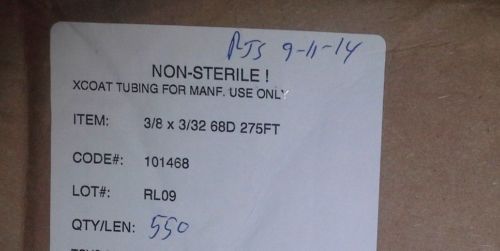 RJS 9-11-14
NON-STERILE !
XCOAT TUBING FOR MANF. USE ONLY
ITEM: 3/8 x 3/32 68D 275FT
CODE#: 101468
LOT#: RL09
QTY/LEN: 550